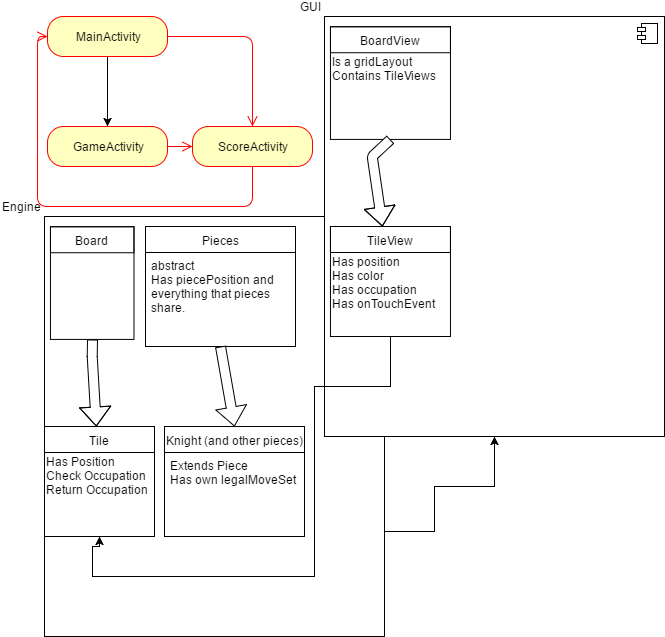 GUI
MainActivity
GameActivity
ScoreActivity
BoardView
Is a gridLayout
Contains TileViews
Engine
Board
Pieces
abstract
Has piecePosition and
everything that pieces
share.
TileView
Has position
Has color
Has occupation
Has onTouchEvent
Tile
Has Position
Check Occupation
Return Occupation
Knight (and other pieces)
Extends Piece
Has own legalMoveSet